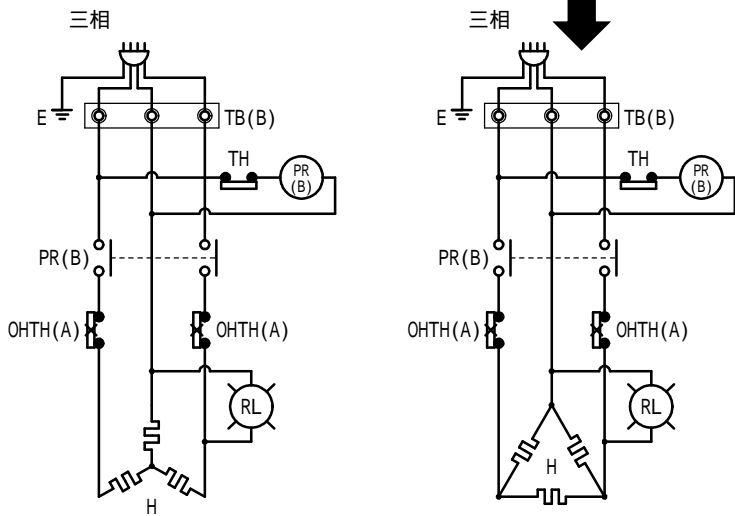 三相
E
TB(B)
TH
PR
(B)
PR(B)
OHTH(A)
OHTH(A)
RL
H
三相
E
TB(B)
TH
PR
(B)
PR(B)
OHTH(A)
OHTH(A)
RL
H